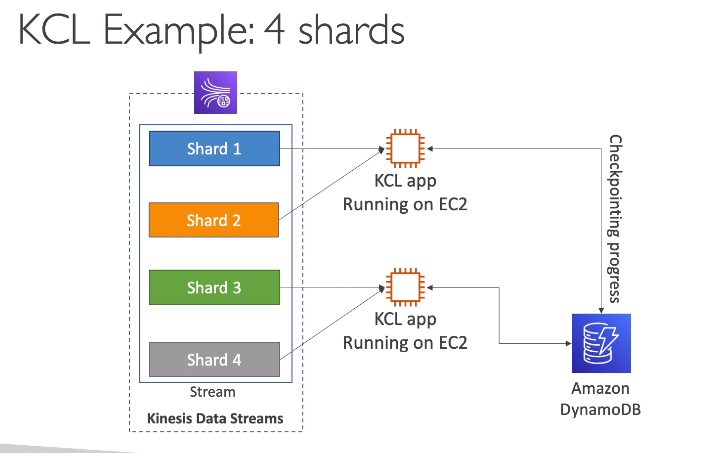 KCL Example: 4 shards
Shard 1
Shard 2
Shard 3
Shard 4
Stream
Kinesis Data Streams
KCL app
Running on EC2
KCL app
Running on EC2
Checkpointing progress
Amazon
DynamoDB